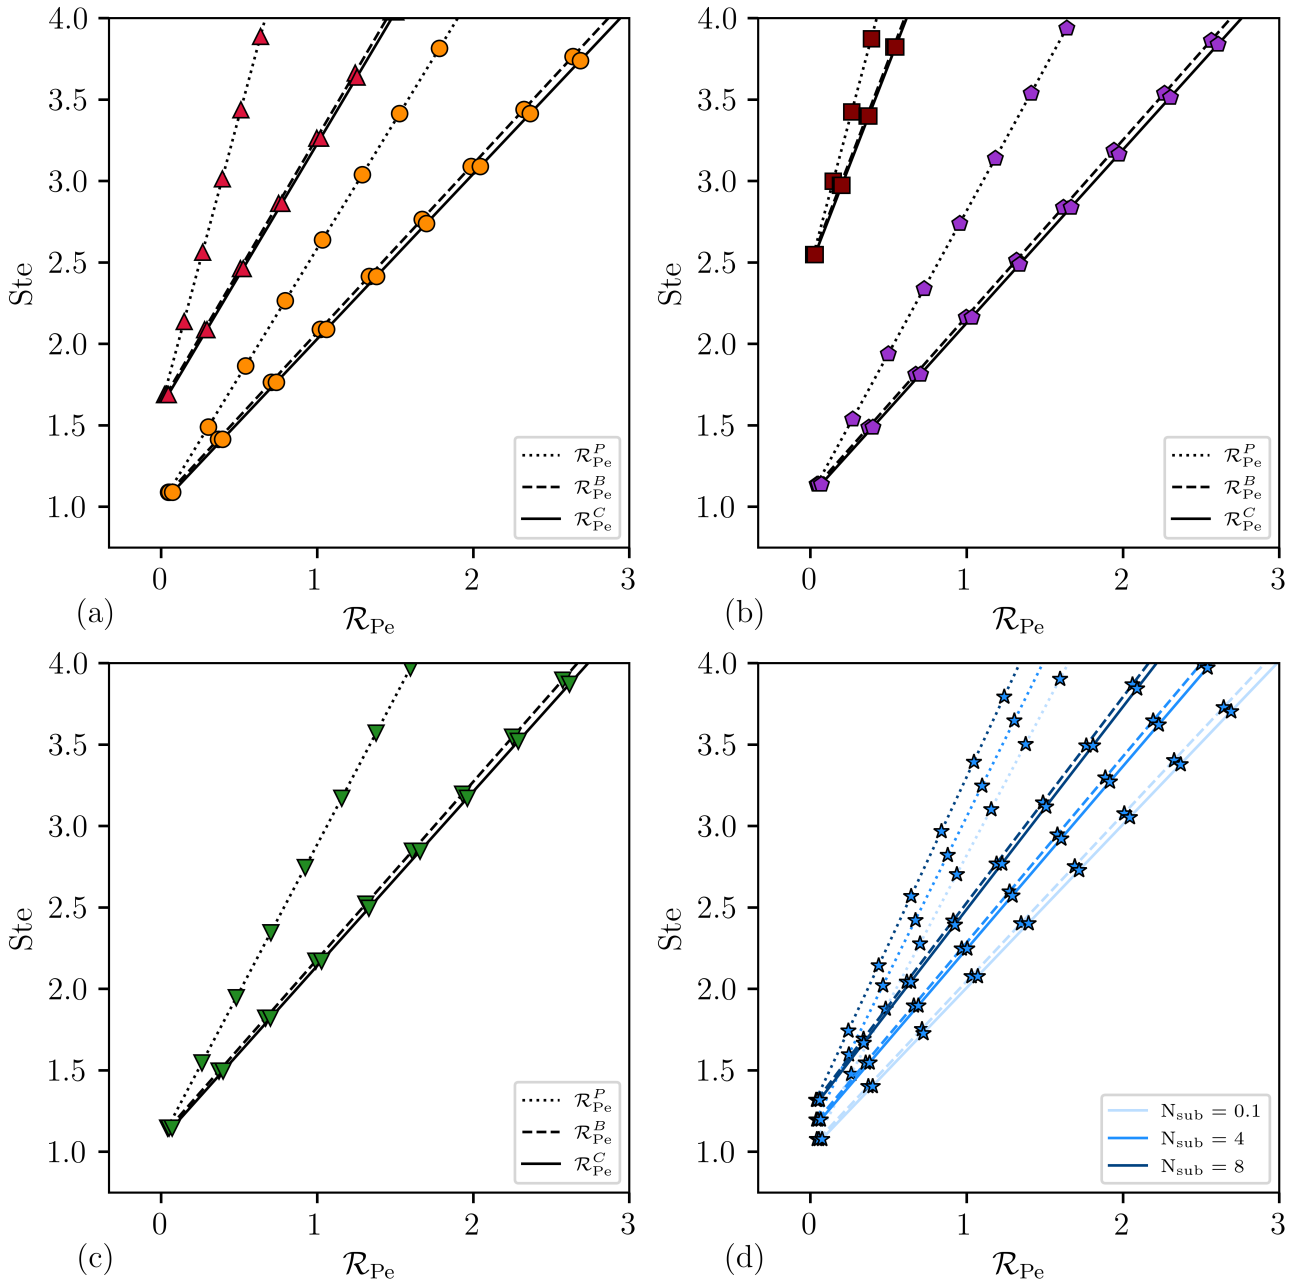 4.0
3.5
3.0
2.5
2.0
1.5
1.0
Ste
0 1 2 3
ℛ_Pe
(a)
ℛ^P_Pe
ℛ^B_Pe
ℛ^C_Pe
4.0
3.5
3.0
2.5
2.0
1.5
1.0
Ste
0 1 2 3
ℛ_Pe
(b)
ℛ^P_Pe
ℛ^B_Pe
ℛ^C_Pe
4.0
3.5
3.0
2.5
2.0
1.5
1.0
Ste
0 1 2 3
ℛ_Pe
(c)
ℛ^P_Pe
ℛ^B_Pe
ℛ^C_Pe
4.0
3.5
3.0
2.5
2.0
1.5
1.0
Ste
0 1 2 3
ℛ_Pe
(d)
N_sub = 0.1
N_sub = 4
N_sub = 8